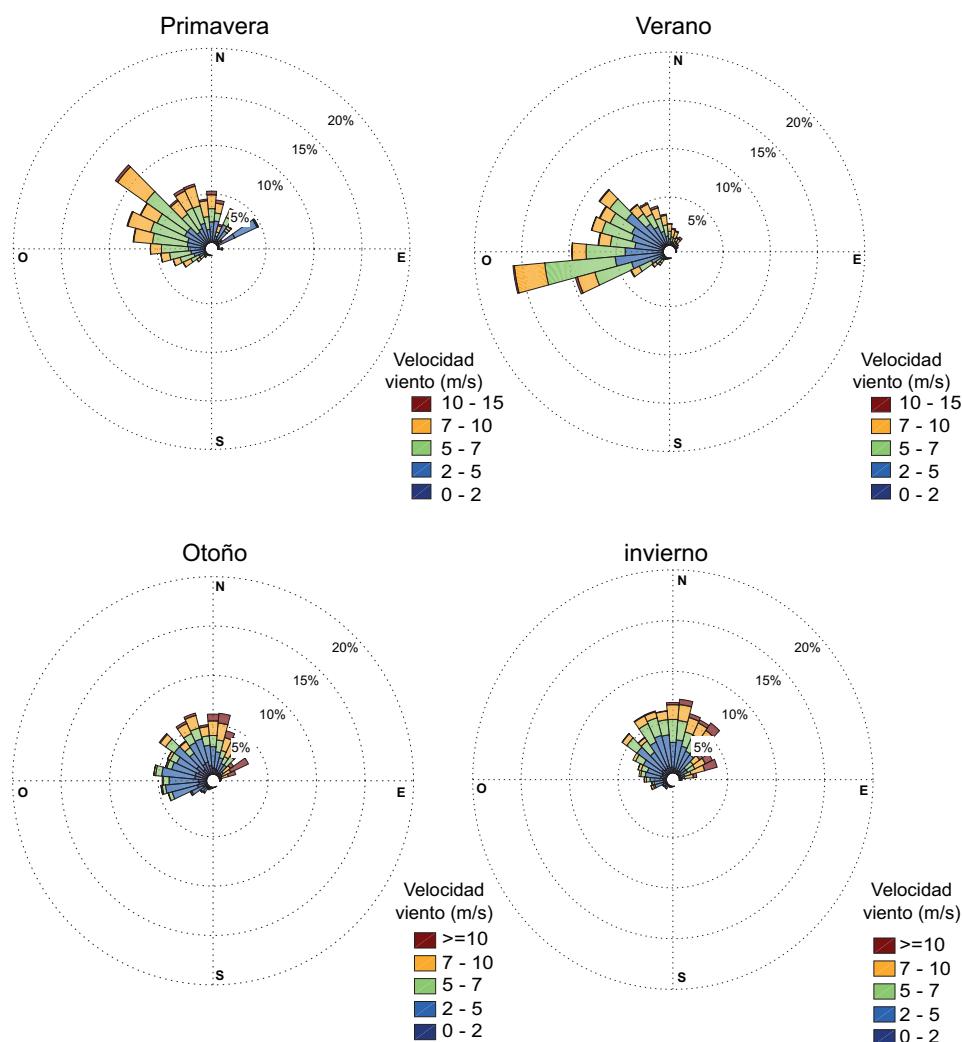 Primavera
N
20%
15%
10%
5%
O
E
S
Velocidad
viento (m/s)
10 - 15
7 - 10
5 - 7
2 - 5
0 - 2
Verano
N
20%
15%
10%
5%
O
E
S
Velocidad
viento (m/s)
10 - 15
7 - 10
5 - 7
2 - 5
0 - 2
Otoño
N
20%
15%
10%
5%
O
E
S
Velocidad
viento (m/s)
>=10
7 - 10
5 - 7
2 - 5
0 - 2
invierno
N
20%
15%
10%
5%
O
E
S
Velocidad
viento (m/s)
>=10
7 - 10
5 - 7
2 - 5
0 - 2